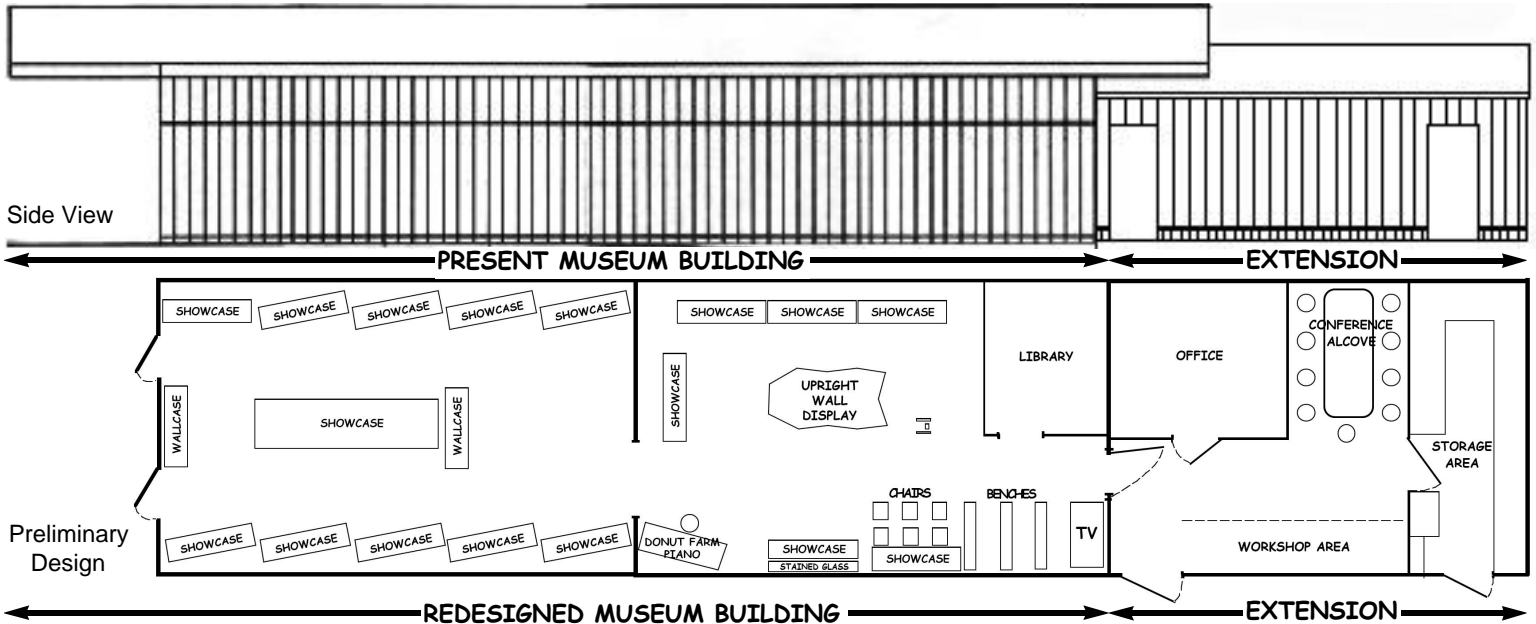 Side View
PRESENT MUSEUM BUILDING
EXTENSION
SHOWCASE
SHOWCASE
SHOWCASE
SHOWCASE
SHOWCASE
SHOWCASE
SHOWCASE
SHOWCASE
LIBRARY
OFFICE
CONFERENCE
ALCOVE
WALLCASE
SHOWCASE
WALLCASE
SHOWCASE
UPRIGHT
WALL
DISPLAY
STORAGE
AREA
CHAIRS
BENCHES
TV
WORKSHOP AREA
Preliminary
Design
SHOWCASE
SHOWCASE
SHOWCASE
SHOWCASE
SHOWCASE
DONUT FARM
PIANO
SHOWCASE
STAINED GLASS
SHOWCASE
REDESIGNED MUSEUM BUILDING
EXTENSION